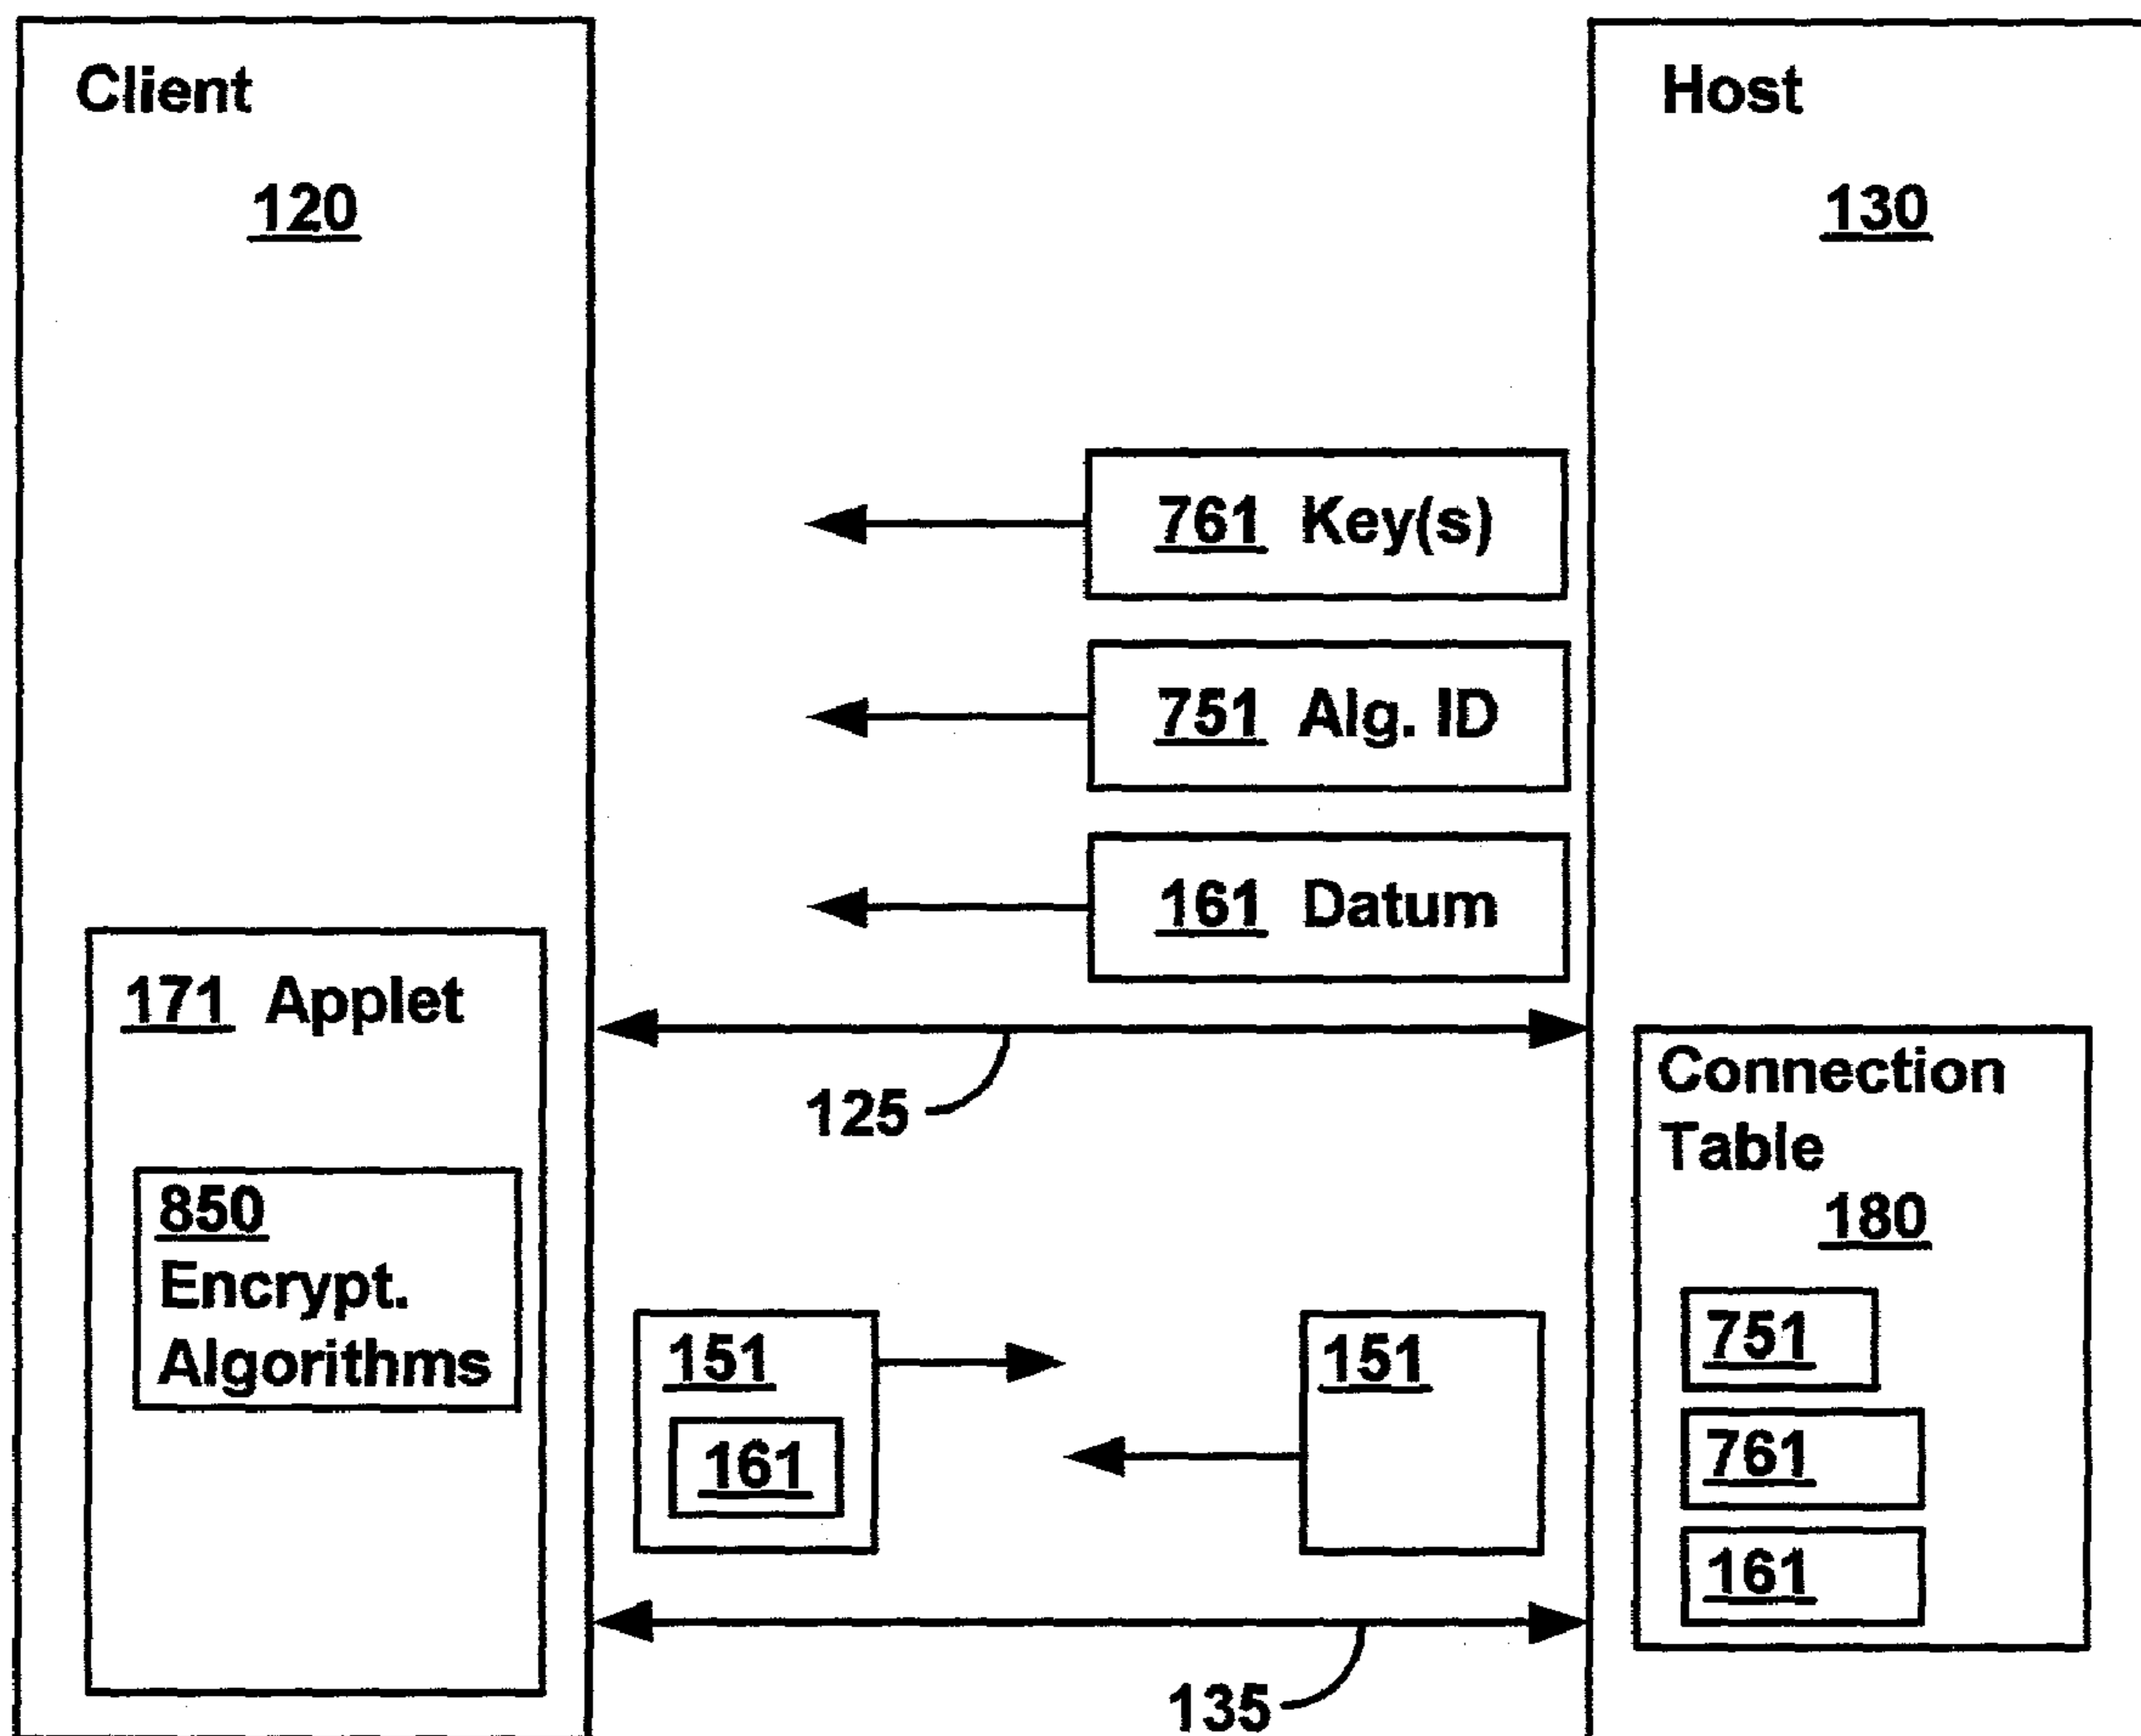 Client
120
Host
130
761 Key(s)
751 Alg. ID
161 Datum
171 Applet
125
Connection
Table
180
850
Encrypt.
Algorithms
151
161
151
751
761
161
135